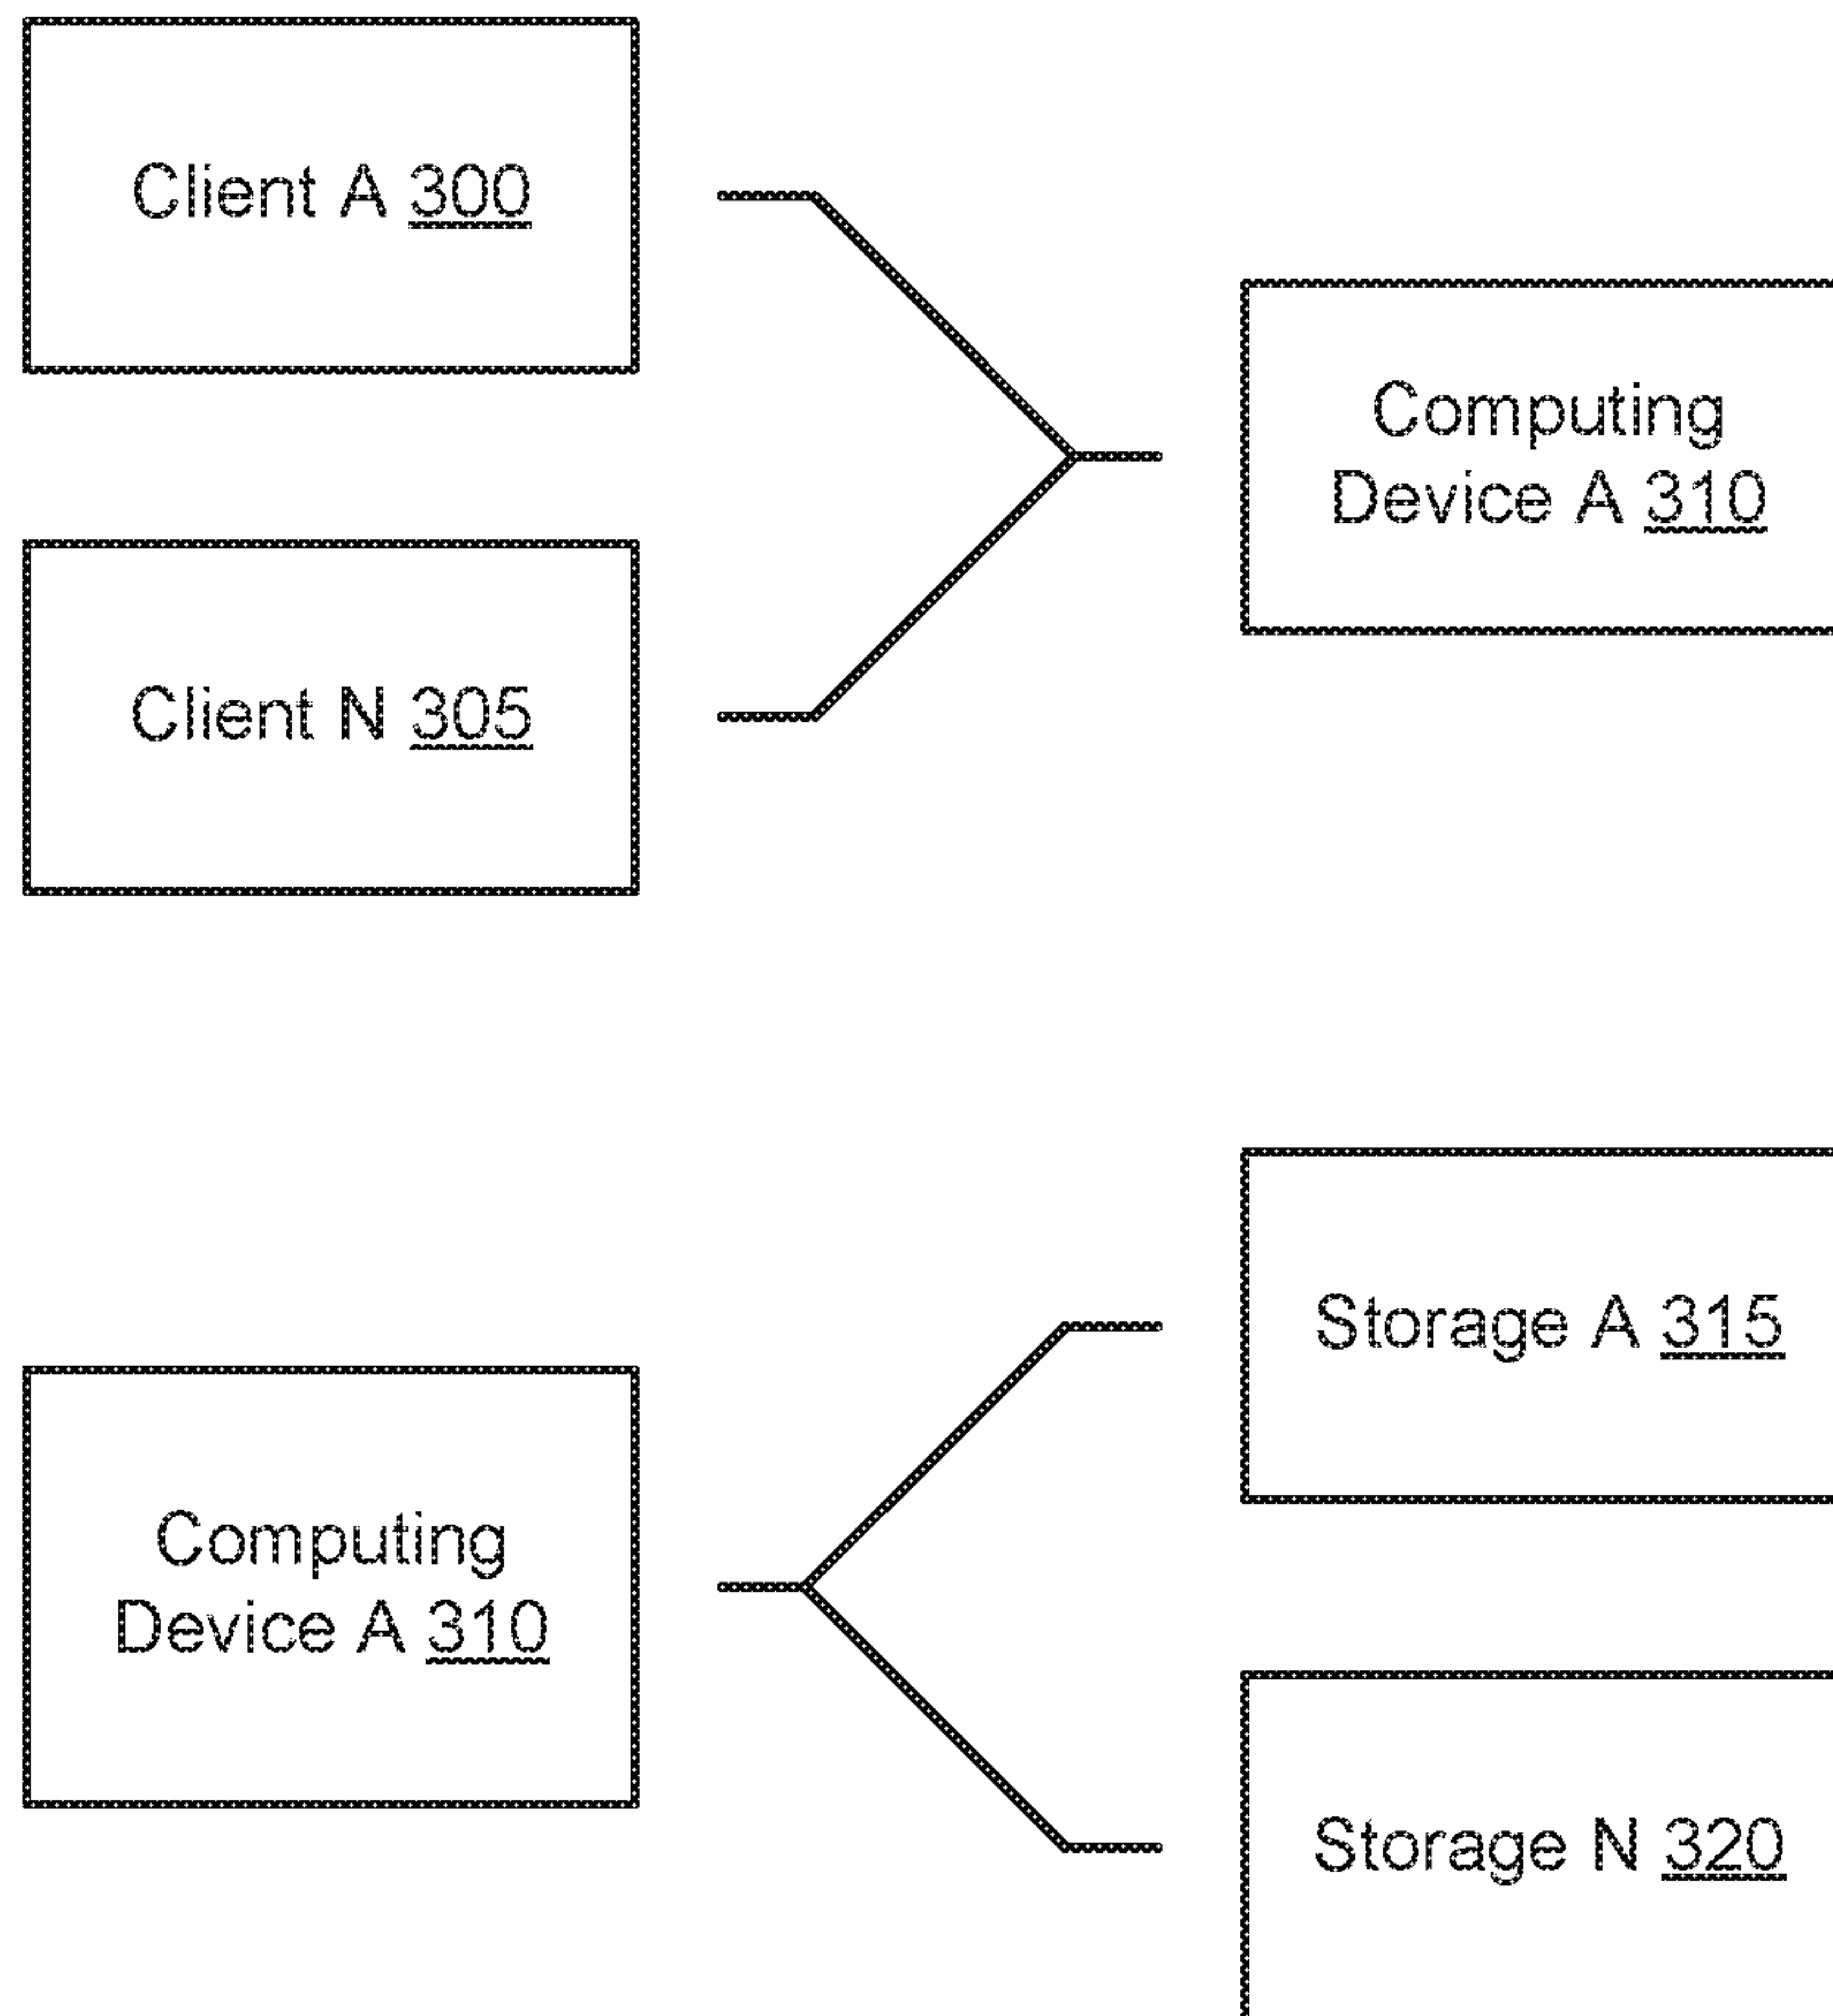 Client A 300
Computing
Device A 310
Client N 305
Storage A 315
Computing
Device A 310
Storage N 320